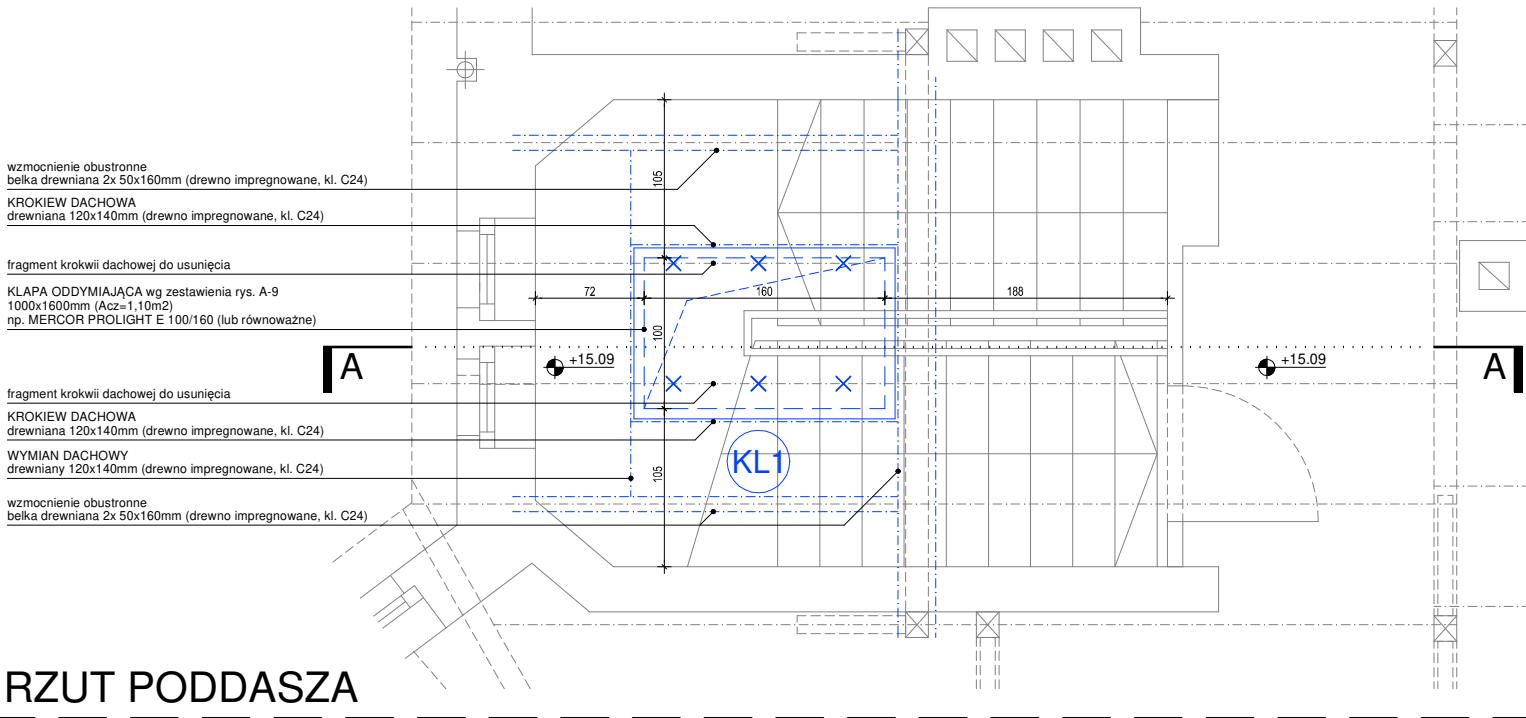 wzmocnienie obustronne
belka drewniana 2x 50x160mm (drewno impregnowane, kl. C24)
KROKIEW DACHOWA
drewniana 120x140mm (drewno impregnowane, kl. C24)
fragment krokwii dachowej do usunięcia
KLAPA ODDYMIAJĄCA wg zestawienia rys. A-9
1000x1600mm (Acz=1,10m2)
np. MERCOR PROLIGHT E 100/160 (lub równoważne)
fragment krokwii dachowej do usunięcia
KROKIEW DACHOWA
drewniana 120x140mm (drewno impregnowane, kl. C24)
WYMIAN DACHOWY
drewniany 120x140mm (drewno impregnowane, kl. C24)
wzmocnienie obustronne
belka drewniana 2x 50x160mm (drewno impregnowane, kl. C24)
105
72
160
188
100
A
+15.09
+15.09
A
KL1
105
RZUT PODDASZA